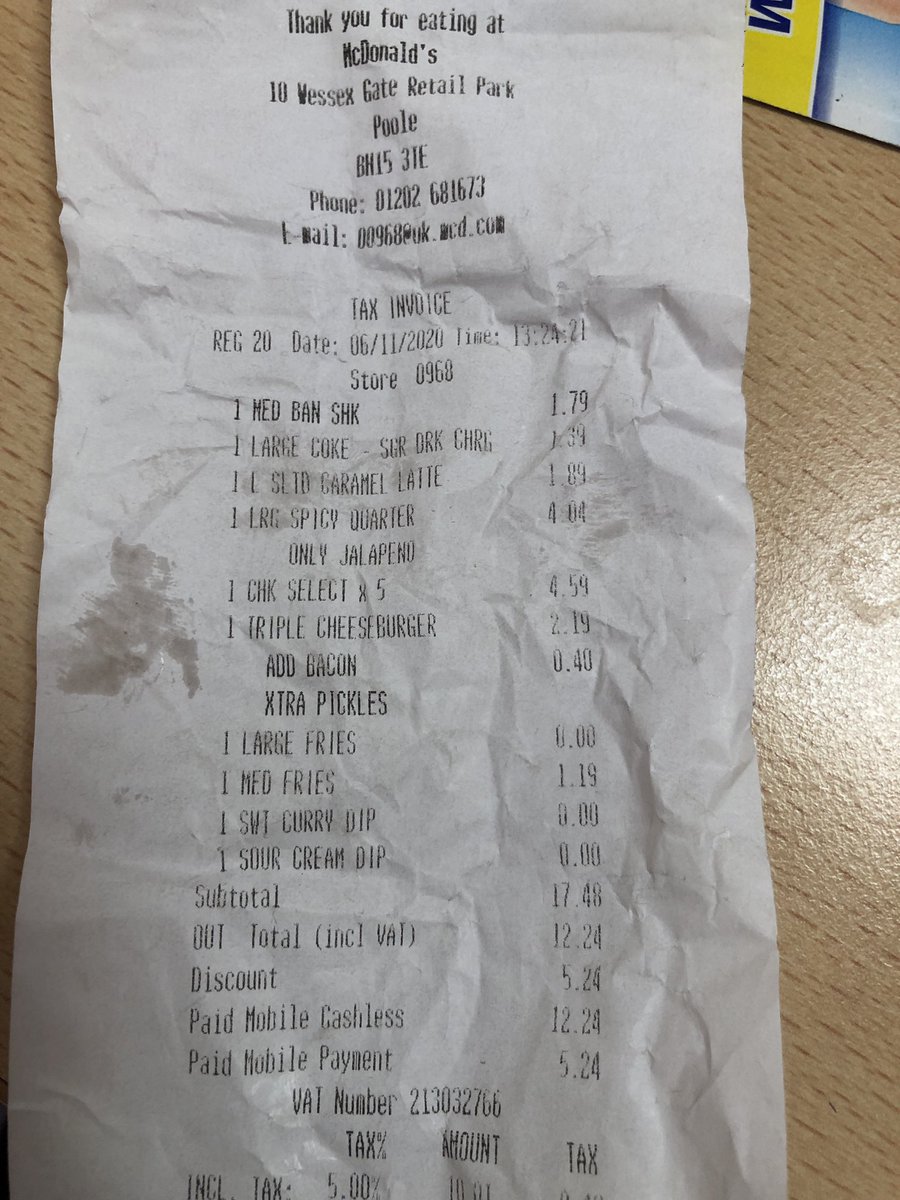 Thank you for eating at
McDonald's
10 Wessex Gate Retail Park
Poole
BH15 3TE
Phone: 01202 681673
E-mail: 00968@uk.mcd.com
TAX INVOICE
REG 20 Date: 06/11/2020 Time: 13:24:21
Store 0968
1 MED BAN SHK 1.79
1 LARGE COKE - SGR DRK CHRG 1.39
1 L SLTD CARAMEL LATTE 1.89
1 LRG SPICY QUARTER 4.04
ONLY JALAPENO
1 CHK SELECT x 5 4.59
1 TRIPLE CHEESEBURGER 2.19
ADD BACON 0.40
XTRA PICKLES
1 LARGE FRIES 0.00
1 MED FRIES 1.19
1 SWT CURRY DIP 0.00
1 SOUR CREAM DIP 0.00
Subtotal 17.48
OUT Total (incl VAT) 12.24
Discount 5.24
Paid Mobile Cashless 12.24
Paid Mobile Payment 5.24
VAT Number 213032766
TAX% AMOUNT TAX
INCL. TAX: 5.00%